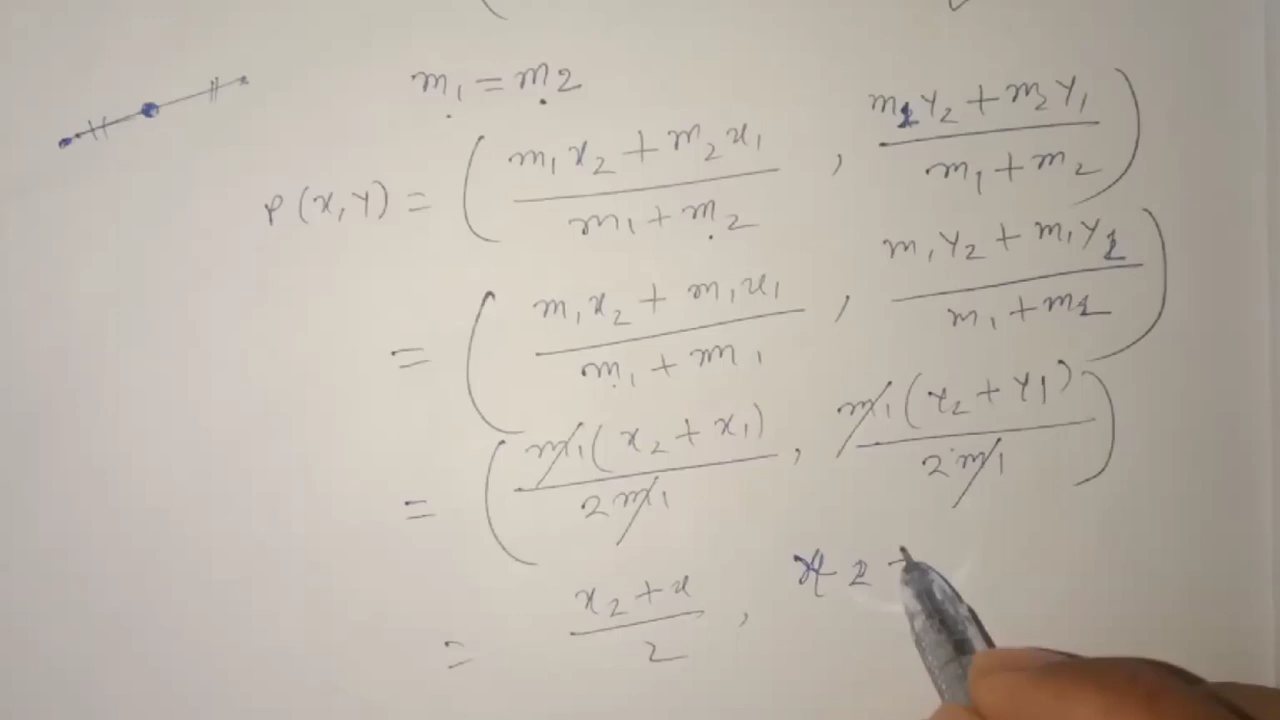 m₁ = m₂
P(x, y) = ( (m₁x₂ + m₂x₁)/(m₁ + m₂) , (m₁y₂ + m₂y₁)/(m₁ + m₂) )
= ( (m₁x₂ + m₁x₁)/(m₁ + m₁) , (m₁y₂ + m₁y₁)/(m₁ + m₁) )
= ( m₁(x₂ + x₁)/2m₁ , m₁(y₂ + y₁)/2m₁ )
= (x₂ + x)/2 ,